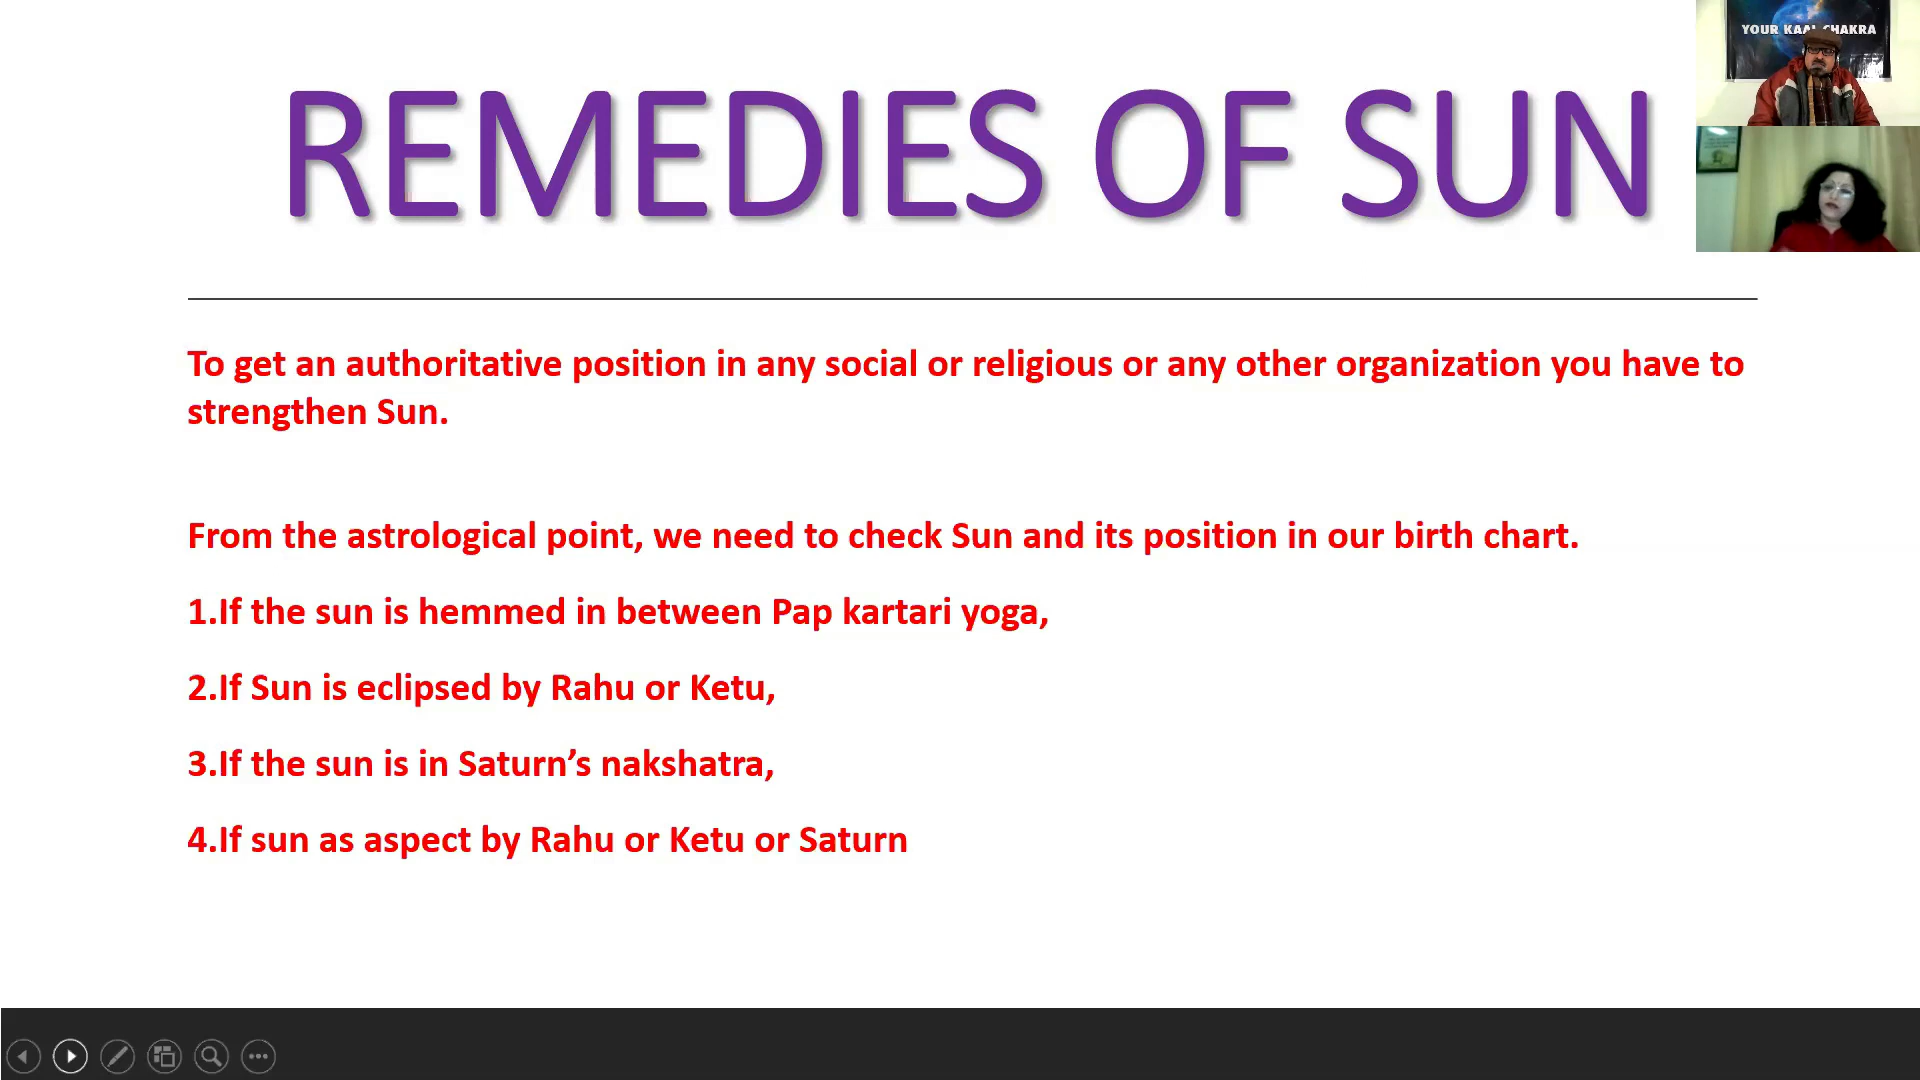 YOUR KAAL CHAKRA
REMEDIES OF SUN
To get an authoritative position in any social or religious or any other organization you have to
strengthen Sun.
From the astrological point, we need to check Sun and its position in our birth chart.
1.If the sun is hemmed in between Pap kartari yoga,
2.If Sun is eclipsed by Rahu or Ketu,
3.If the sun is in Saturn’s nakshatra,
4.If sun as aspect by Rahu or Ketu or Saturn